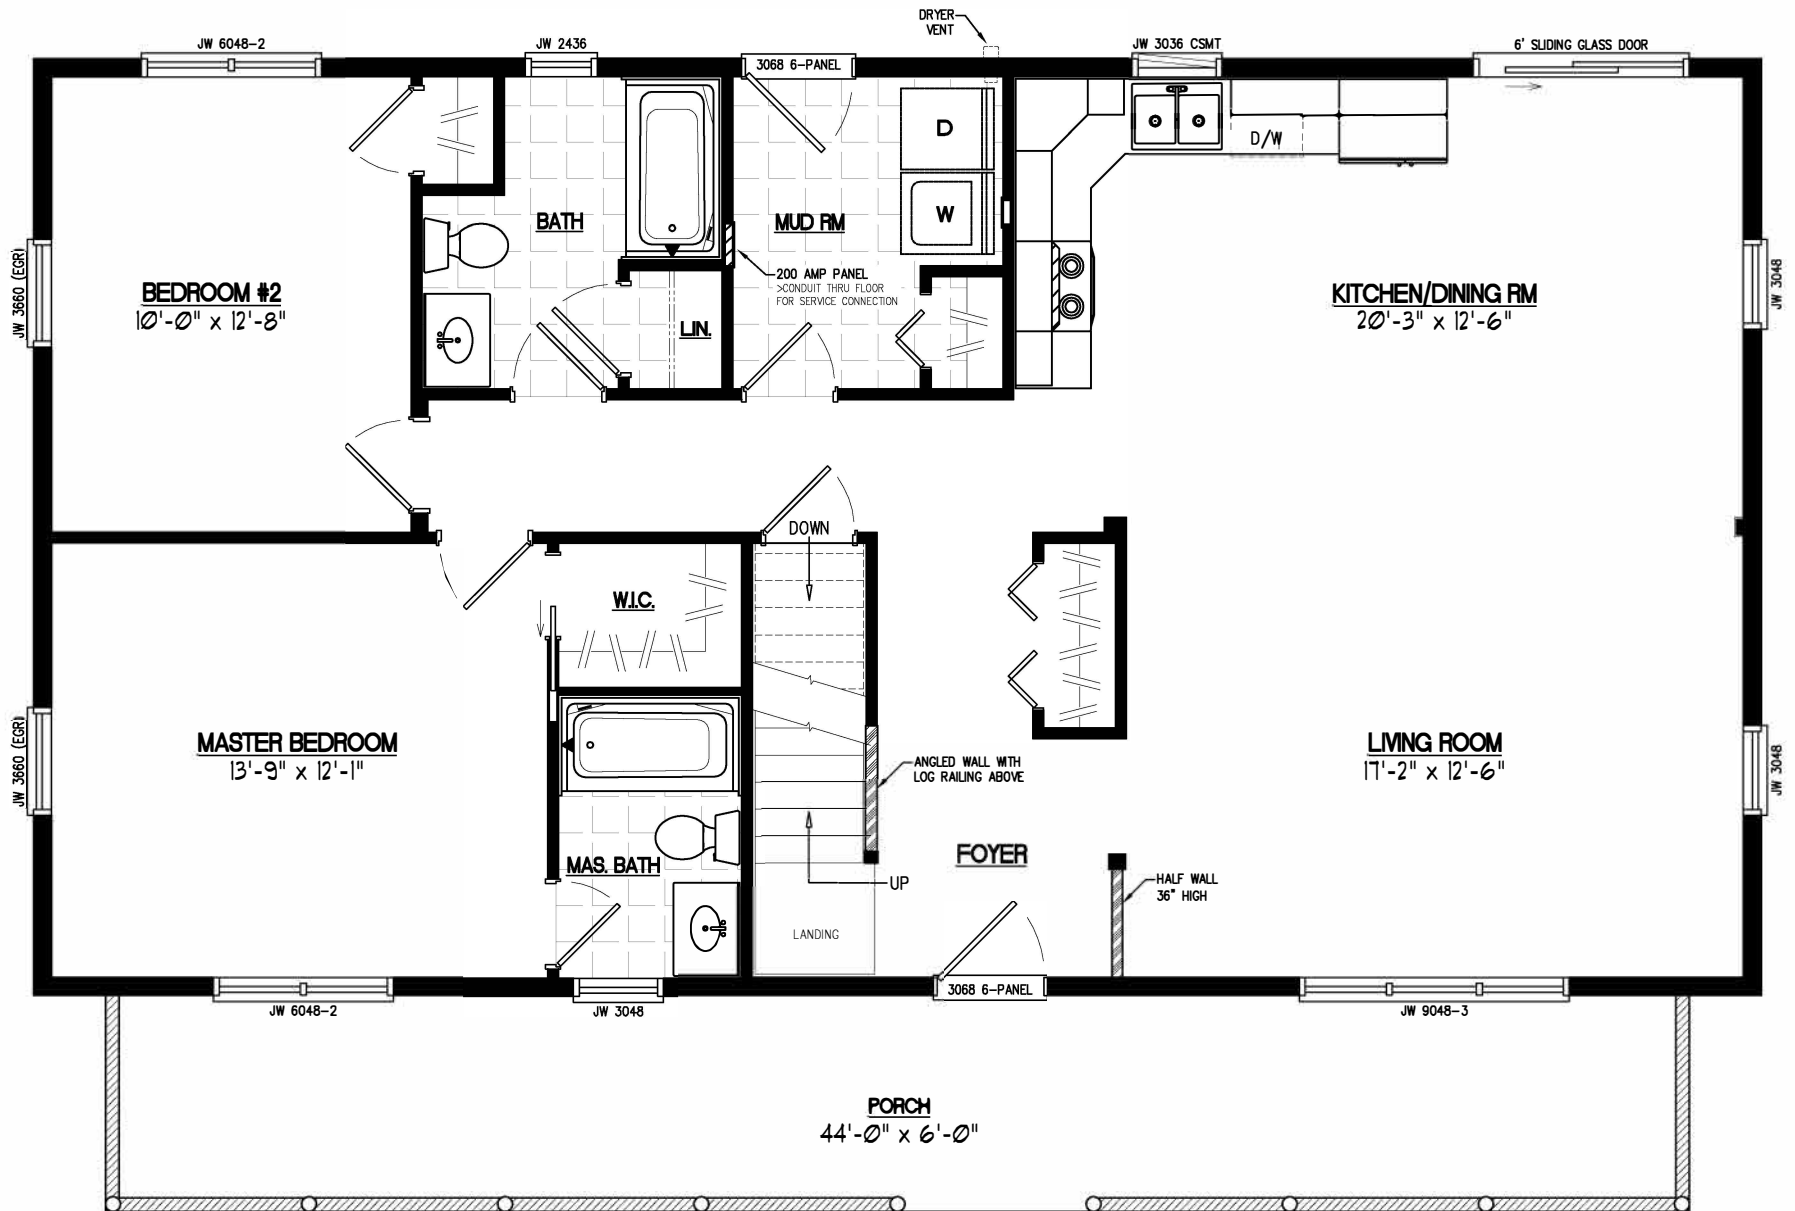 DRYER
VENT
JW 6048-2
JW 2436
3068 6-PANEL
JW 3036 CSMT
6' SLIDING GLASS DOOR
D
D/W
W
BATH
MUD RM
200 AMP PANEL
>CONDUIT THRU FLOOR
FOR SERVICE CONNECTION
JW 3660 (EGR)
BEDROOM #2
10'-0" x 12'-8"
LIN.
KITCHEN/DINING RM
20'-3" x 12'-6"
JW 3048
DOWN
W.I.C.
JW 3660 (EGR)
MASTER BEDROOM
13'-9" x 12'-1"
ANGLED WALL WITH
LOG RAILING ABOVE
LIVING ROOM
17'-2" x 12'-6"
JW 3048
MAS. BATH
FOYER
UP
HALF WALL
36" HIGH
LANDING
3068 6-PANEL
JW 6048-2
JW 3048
JW 9048-3
PORCH
44'-0" x 6'-0"